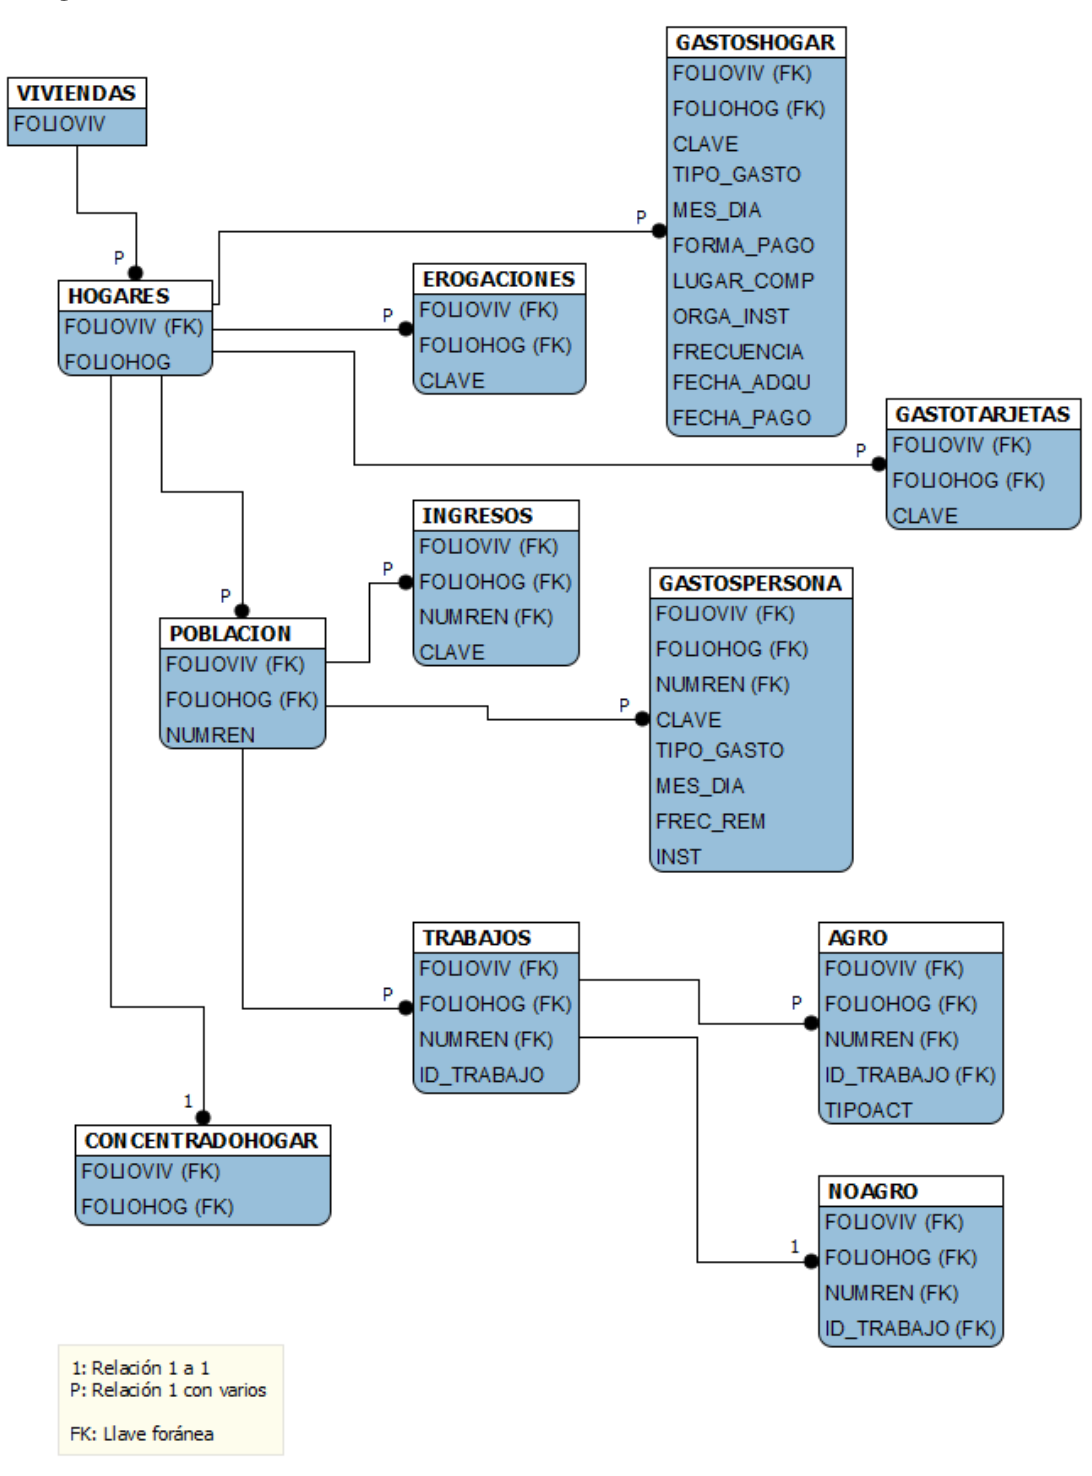 VIVIENDAS
FOLIOVIV
P
HOGARES
FOLIOVIV (FK)
FOLIOHOG
GASTOSHOGAR
FOLIOVIV (FK)
FOLIOHOG (FK)
CLAVE
TIPO_GASTO
MES_DIA
FORMA_PAGO
LUGAR_COMP
ORGA_INST
FRECUENCIA
FECHA_ADQU
FECHA_PAGO
P
EROGACIONES
FOLIOVIV (FK)
FOLIOHOG (FK)
CLAVE
P
GASTOTARJETAS
FOLIOVIV (FK)
FOLIOHOG (FK)
CLAVE
P
INGRESOS
FOLIOVIV (FK)
FOLIOHOG (FK)
NUMREN (FK)
CLAVE
P
POBLACION
FOLIOVIV (FK)
FOLIOHOG (FK)
NUMREN
P
GASTOSPERSONA
FOLIOVIV (FK)
FOLIOHOG (FK)
NUMREN (FK)
CLAVE
TIPO_GASTO
MES_DIA
FREC_REM
INST
P
TRABAJOS
FOLIOVIV (FK)
FOLIOHOG (FK)
NUMREN (FK)
ID_TRABAJO
P
AGRO
FOLIOVIV (FK)
FOLIOHOG (FK)
NUMREN (FK)
ID_TRABAJO (FK)
TIPOACT
P
CONCENTRADOHOGAR
FOLIOVIV (FK)
FOLIOHOG (FK)
1
NOAGRO
FOLIOVIV (FK)
FOLIOHOG (FK)
NUMREN (FK)
ID_TRABAJO (FK)
1
1: Relación 1 a 1
P: Relación 1 con varios
FK: Llave foránea